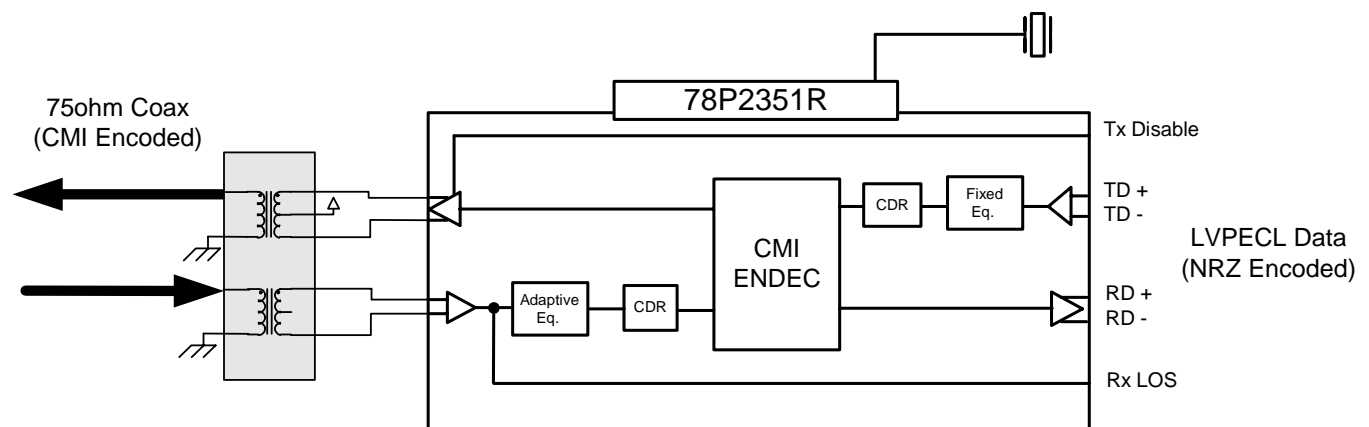 78P2351R
75ohm Coax
(CMI Encoded)
Tx Disable
TD +
TD -
CDR
Fixed
Eq.
CMI
ENDEC
LVPECL Data
(NRZ Encoded)
Adaptive
Eq.
CDR
RD +
RD -
Rx LOS